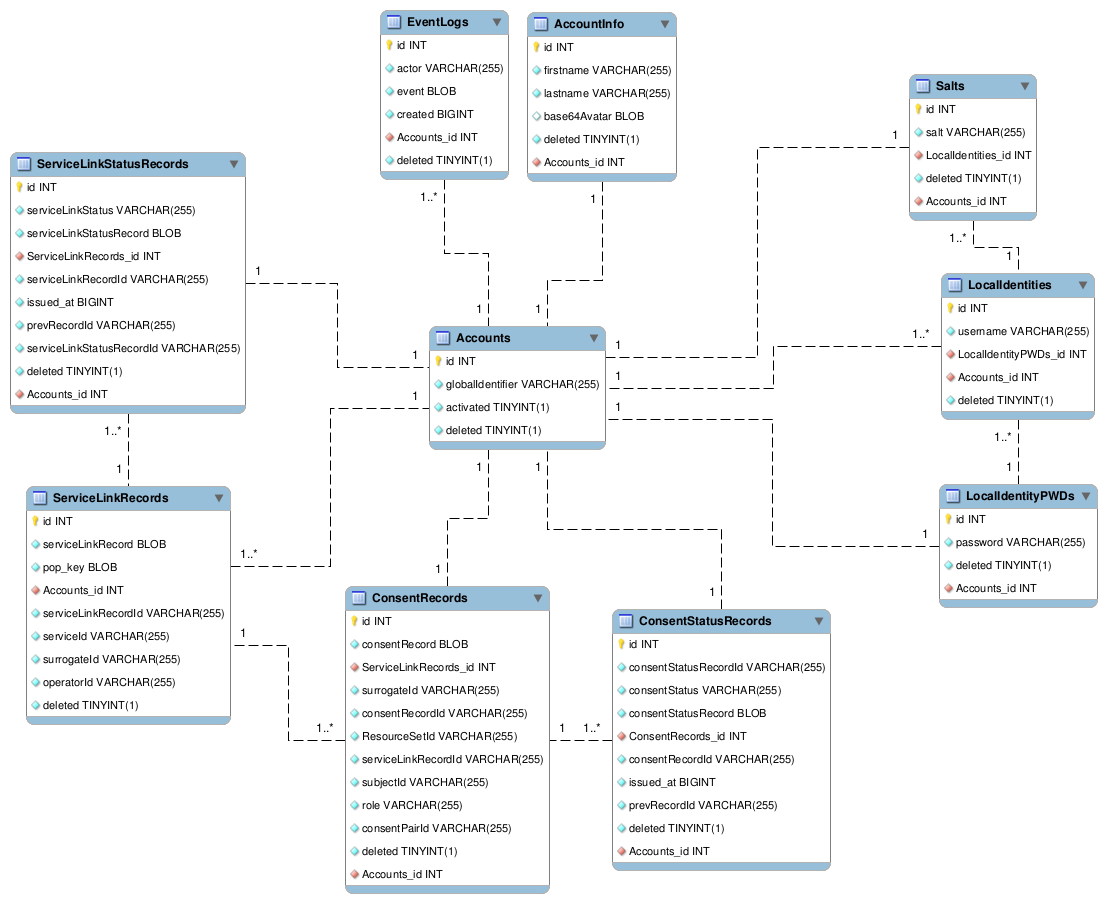 EventLogs
id INT
actor VARCHAR(255)
event BLOB
created BIGINT
Accounts_id INT
deleted TINYINT(1)
AccountInfo
id INT
firstname VARCHAR(255)
lastname VARCHAR(255)
base64Avatar BLOB
deleted TINYINT(1)
Accounts_id INT
Salts
id INT
salt VARCHAR(255)
LocalIdentities_id INT
deleted TINYINT(1)
Accounts_id INT
ServiceLinkStatusRecords
id INT
serviceLinkStatus VARCHAR(255)
serviceLinkStatusRecord BLOB
ServiceLinkRecords_id INT
serviceLinkRecordId VARCHAR(255)
issued_at BIGINT
prevRecordId VARCHAR(255)
serviceLinkStatusRecordId VARCHAR(255)
deleted TINYINT(1)
Accounts_id INT
1
1..*
1
1..*
1
1
1
1
1
LocalIdentities
id INT
username VARCHAR(255)
LocalIdentityPWDs_id INT
Accounts_id INT
deleted TINYINT(1)
Accounts
id INT
globalIdentifier VARCHAR(255)
activated TINYINT(1)
deleted TINYINT(1)
1..*
1
1
1
1
1
1..*
1
1..*
1
1
1
LocalIdentityPWDs
id INT
password VARCHAR(255)
deleted TINYINT(1)
Accounts_id INT
1
ServiceLinkRecords
id INT
serviceLinkRecord BLOB
pop_key BLOB
Accounts_id INT
serviceLinkRecordId VARCHAR(255)
serviceId VARCHAR(255)
surrogateId VARCHAR(255)
operatorId VARCHAR(255)
deleted TINYINT(1)
1..*
1
1
1
1..*
ConsentRecords
id INT
consentRecord BLOB
ServiceLinkRecords_id INT
surrogateId VARCHAR(255)
consentRecordId VARCHAR(255)
ResourceSetId VARCHAR(255)
serviceLinkRecordId VARCHAR(255)
subjectId VARCHAR(255)
role VARCHAR(255)
consentPairId VARCHAR(255)
deleted TINYINT(1)
Accounts_id INT
1
1..*
ConsentStatusRecords
id INT
consentStatusRecordId VARCHAR(255)
consentStatus VARCHAR(255)
consentStatusRecord BLOB
ConsentRecords_id INT
consentRecordId VARCHAR(255)
issued_at BIGINT
prevRecordId VARCHAR(255)
deleted TINYINT(1)
Accounts_id INT